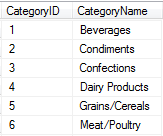 CategoryID CategoryName
1 Beverages
2 Condiments
3 Confections
4 Dairy Products
5 Grains/Cereals
6 Meat/Poultry